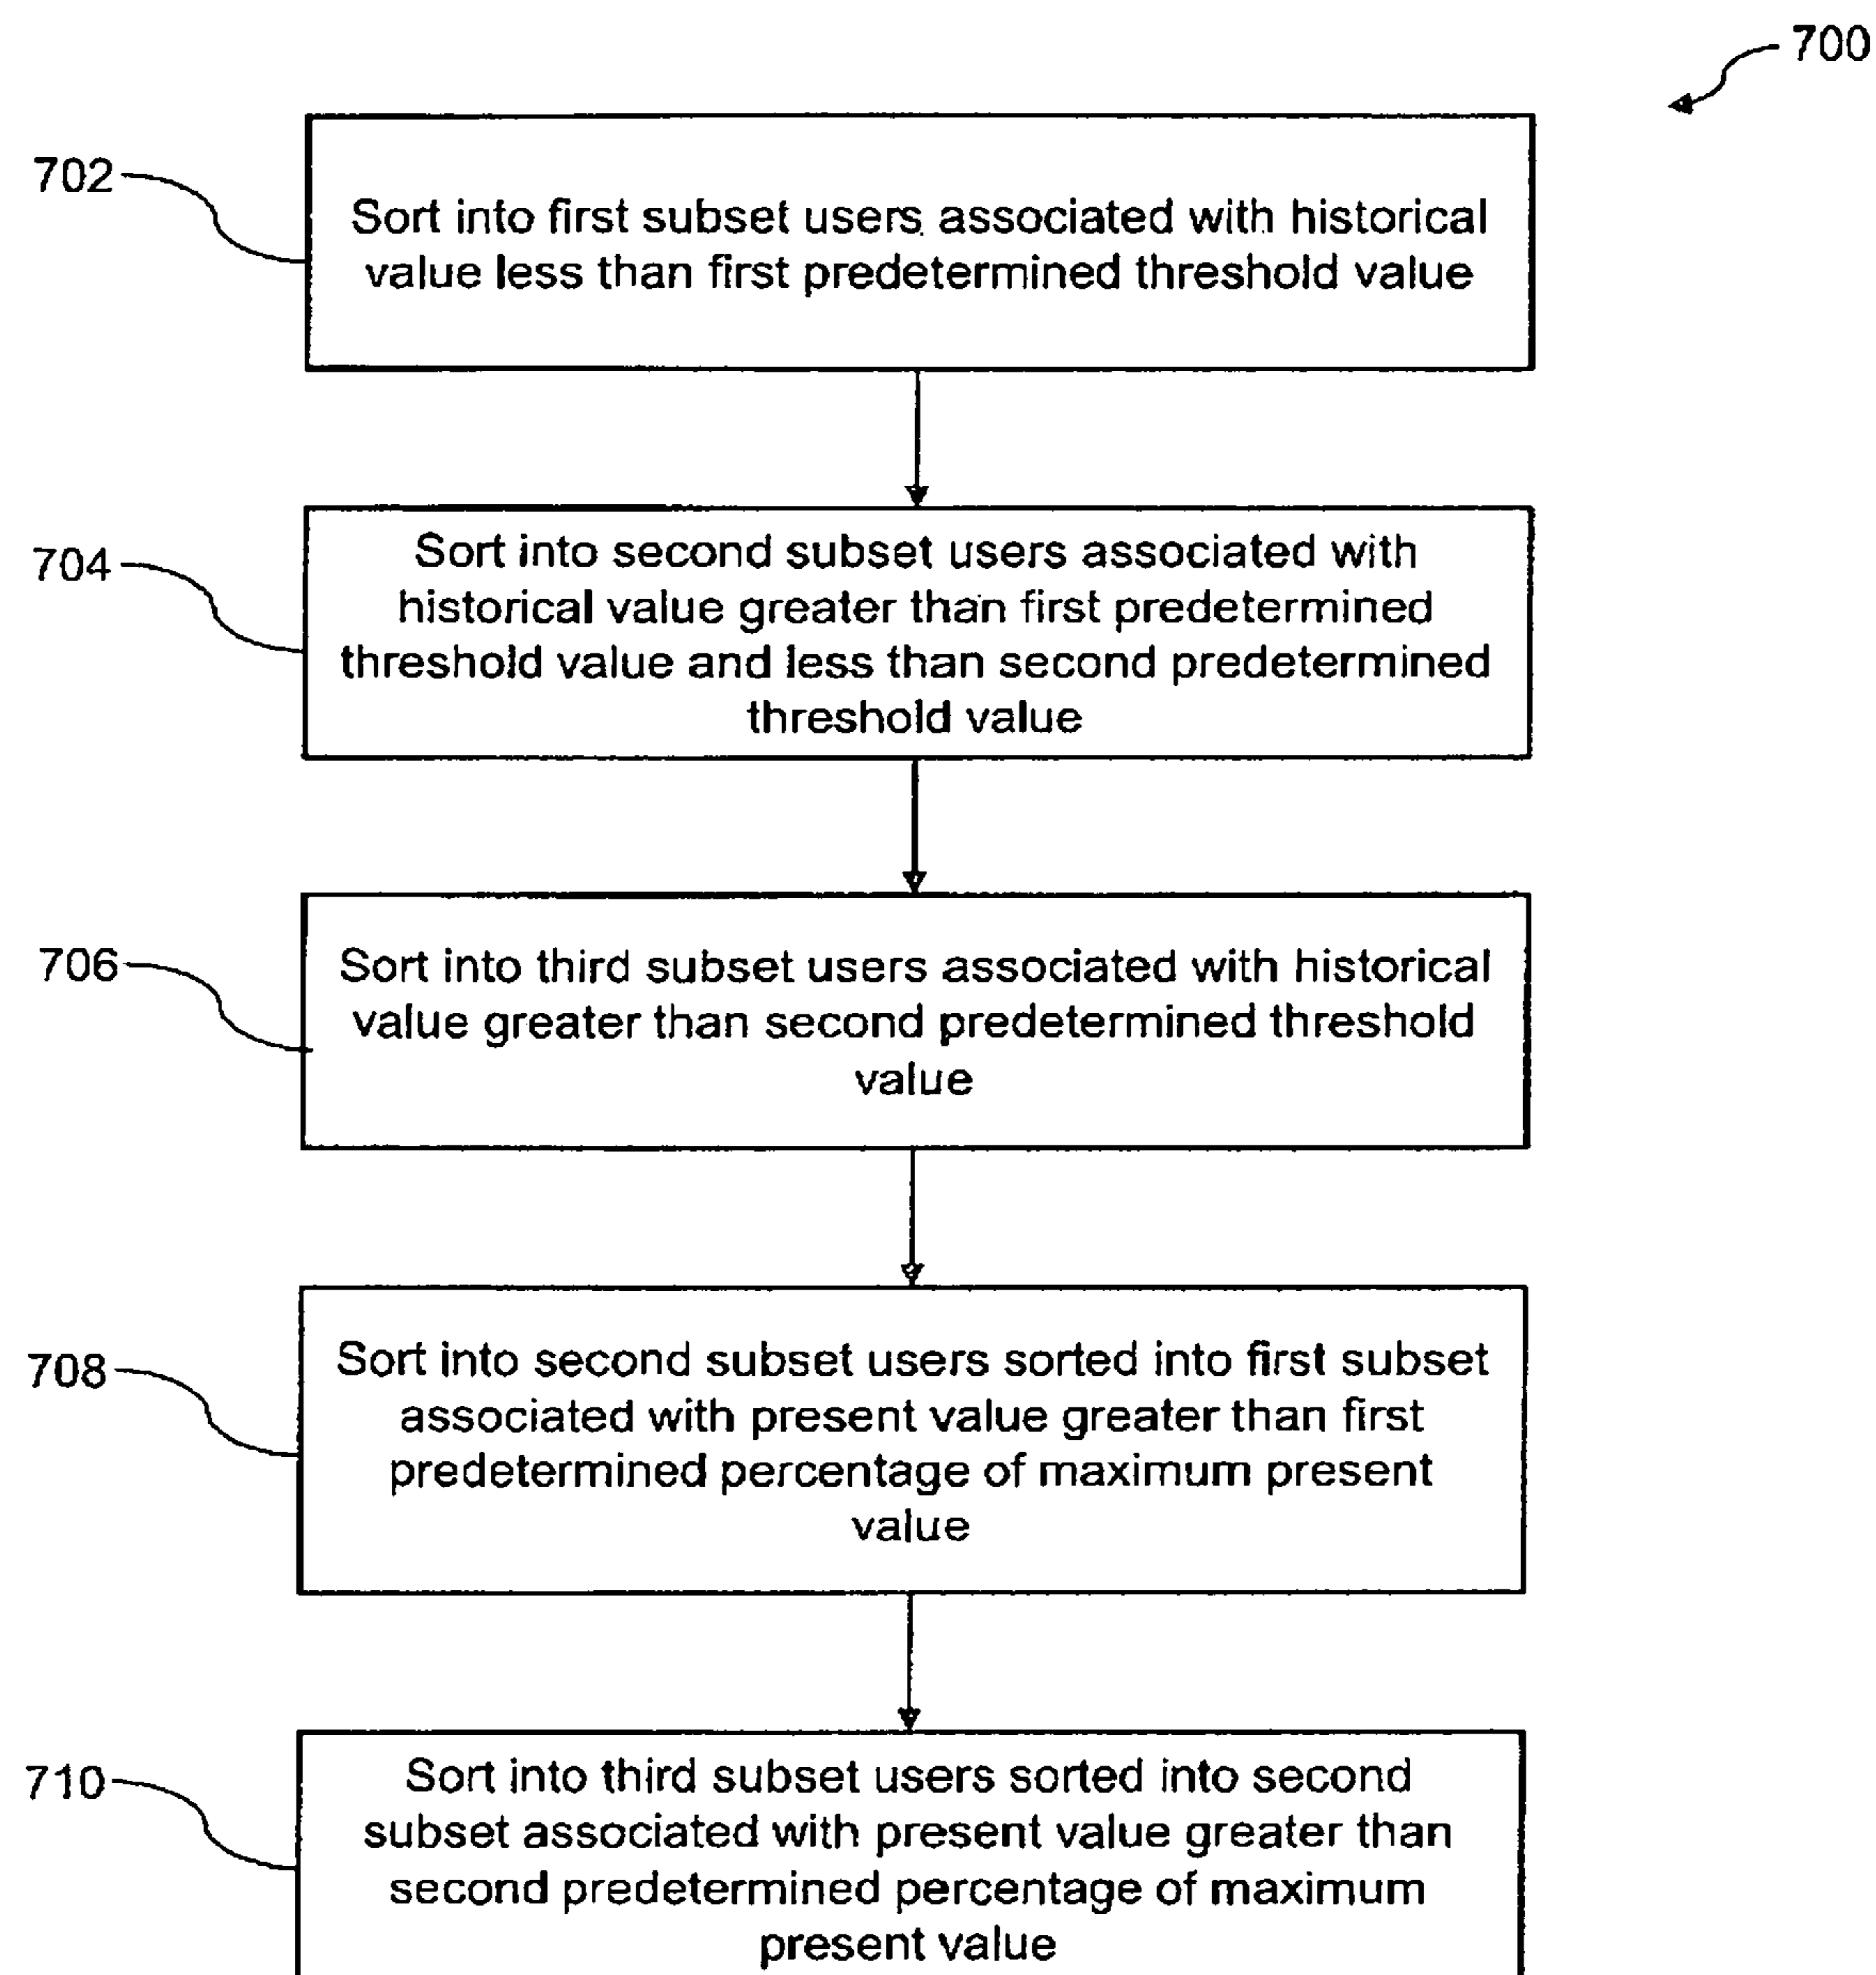 700
702
Sort into first subset users associated with historical
value less than first predetermined threshold value
704
Sort into second subset users associated with
historical value greater than first predetermined
threshold value and less than second predetermined
threshold value
706
Sort into third subset users associated with historical
value greater than second predetermined threshold
value
708
Sort into second subset users sorted into first subset
associated with present value greater than first
predetermined percentage of maximum present
value
710
Sort into third subset users sorted into second
subset associated with present value greater than
second predetermined percentage of maximum
present value